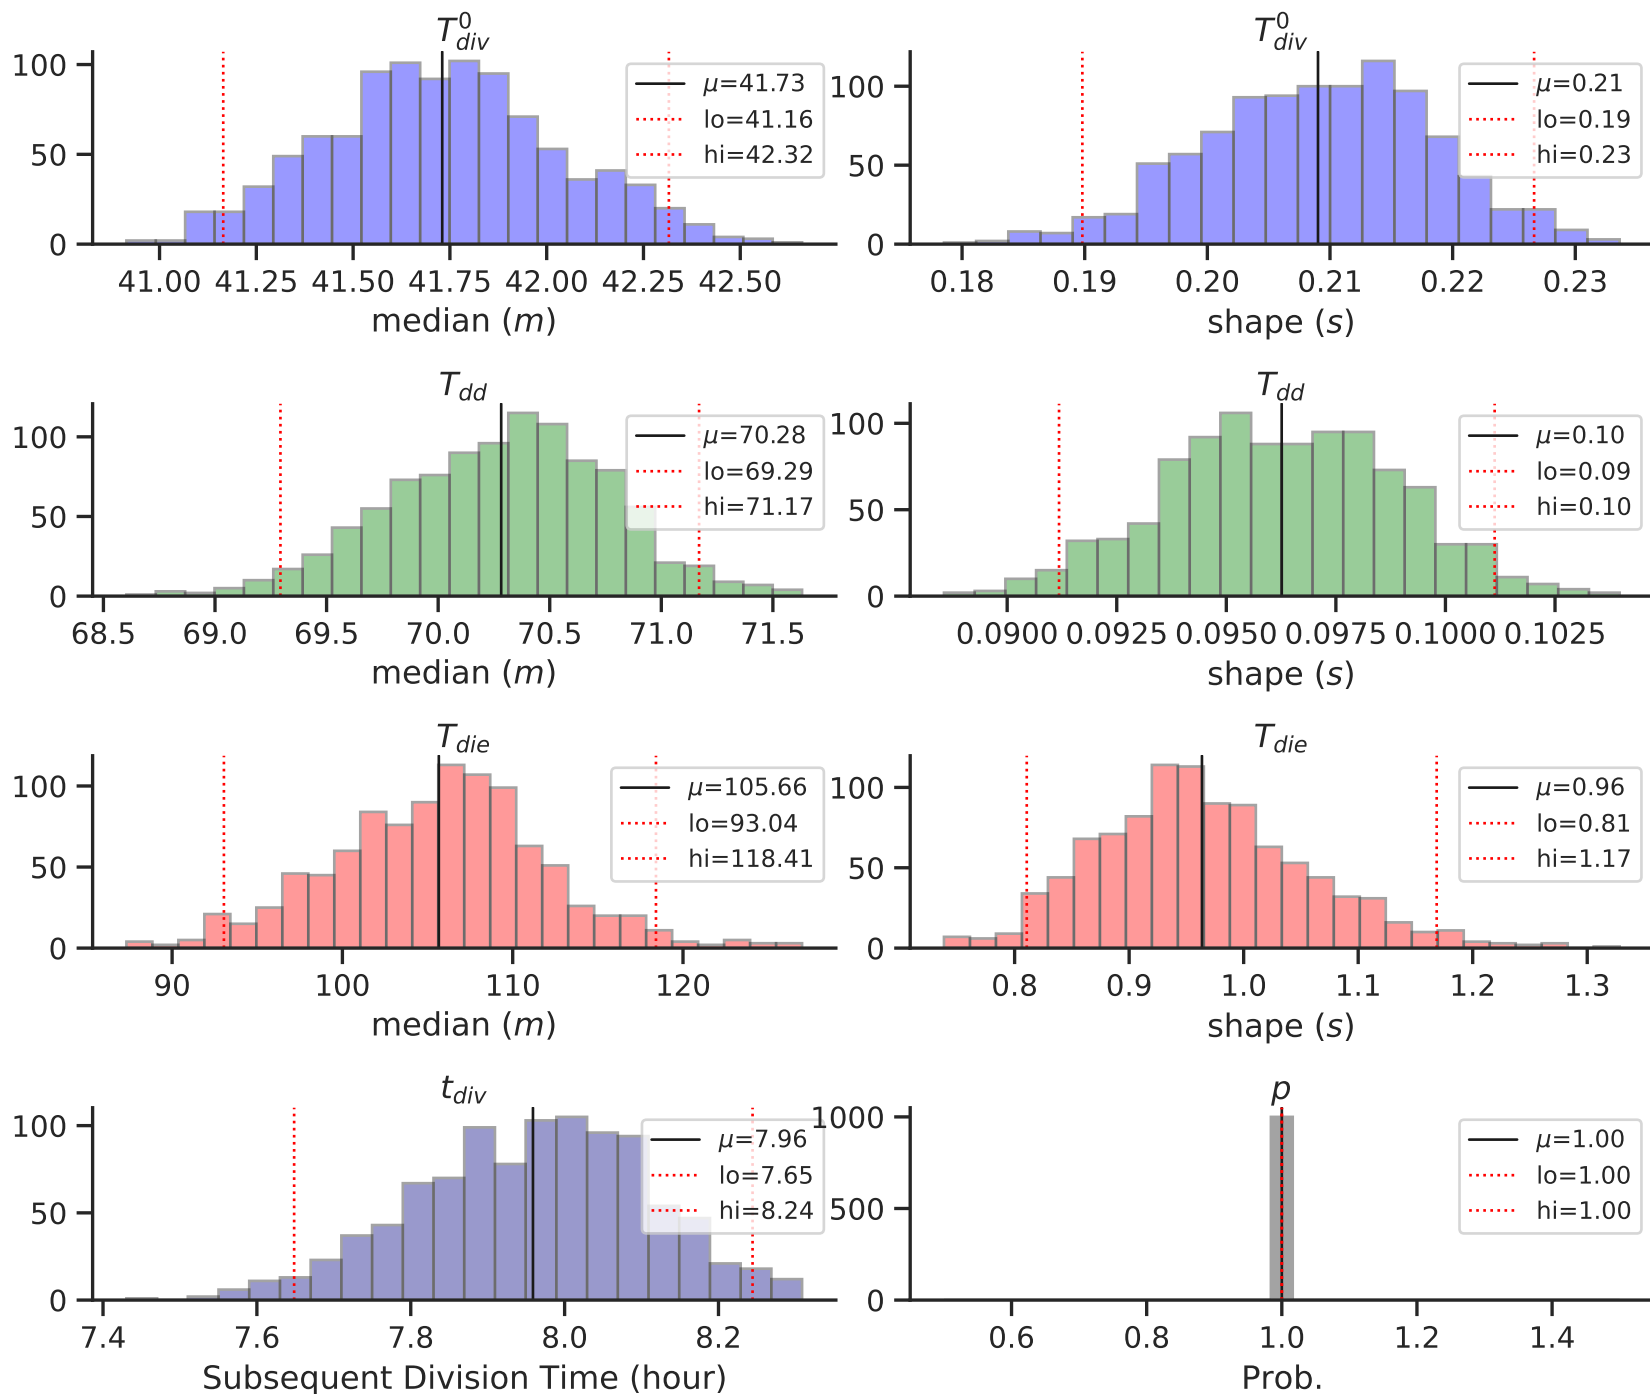 T⁰div
100
50
0
μ=41.73
lo=41.16
hi=42.32
41.00 41.25 41.50 41.75 42.00 42.25 42.50
median (m)
T⁰div
100
50
0
μ=0.21
lo=0.19
hi=0.23
0.18 0.19 0.20 0.21 0.22 0.23
shape (s)
Tdd
100
50
0
μ=70.28
lo=69.29
hi=71.17
68.5 69.0 69.5 70.0 70.5 71.0 71.5
median (m)
Tdd
100
50
0
μ=0.10
lo=0.09
hi=0.10
0.0900 0.0925 0.0950 0.0975 0.1000 0.1025
shape (s)
Tdie
100
50
0
μ=105.66
lo=93.04
hi=118.41
90 100 110 120
median (m)
Tdie
100
50
0
μ=0.96
lo=0.81
hi=1.17
0.8 0.9 1.0 1.1 1.2 1.3
shape (s)
tdiv
100
50
0
μ=7.96
lo=7.65
hi=8.24
7.4 7.6 7.8 8.0 8.2
Subsequent Division Time (hour)
p
1000
500
0
μ=1.00
lo=1.00
hi=1.00
0.6 0.8 1.0 1.2 1.4
Prob.